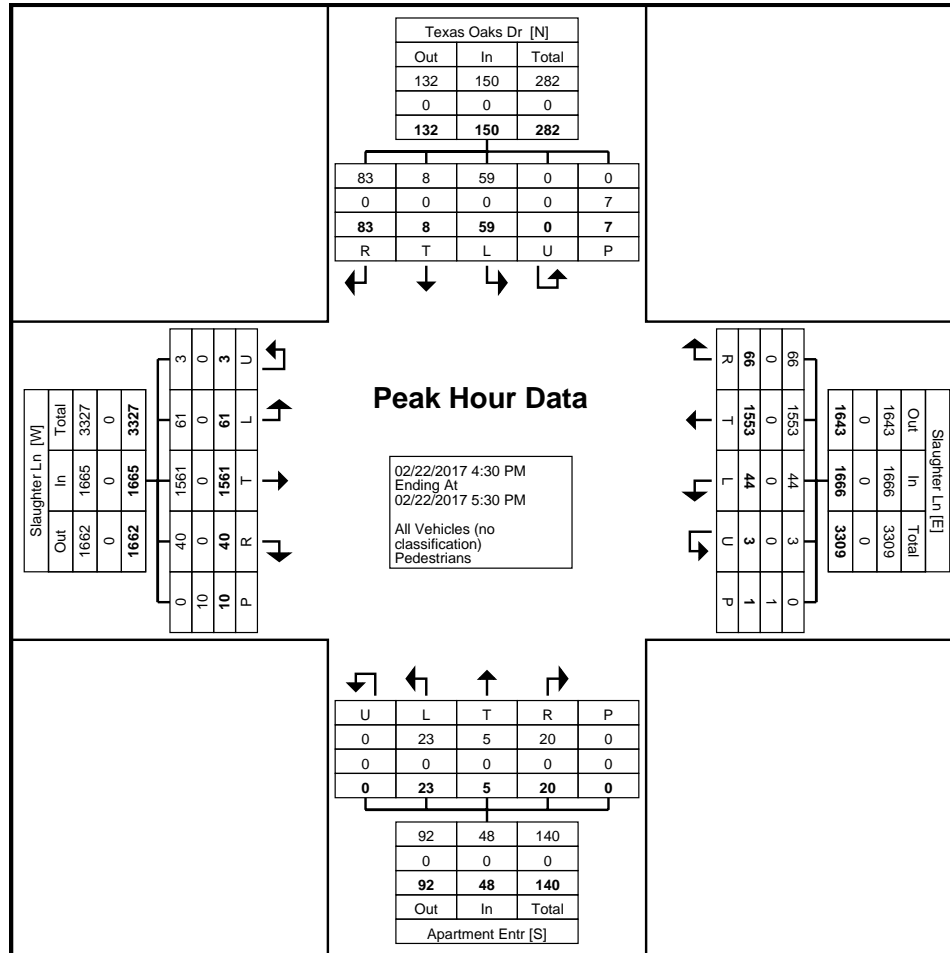 Texas Oaks Dr [N]
Out In Total
132 150 282
0 0 0
132 150 282
83 8 59 0 0
0 0 0 0 7
83 8 59 0 7
R T L U P
Slaughter Ln [W]
Total In Out
3327 1665 1662
0 0 0
3327 1665 1662
3 61 1561 40 0
0 0 0 0 10
3 61 1561 40 10
U L T R P
Peak Hour Data
02/22/2017 4:30 PM
Ending At
02/22/2017 5:30 PM
All Vehicles (no
classification)
Pedestrians
R T L U P
66 1553 44 3 1
0 0 0 0 1
66 1553 44 3 0
1643 1666 3309
0 0 0
1643 1666 3309
Out In Total
Slaughter Ln [E]
U L T R P
0 23 5 20 0
0 0 0 0 0
0 23 5 20 0
92 48 140
0 0 0
92 48 140
Out In Total
Apartment Entr [S]